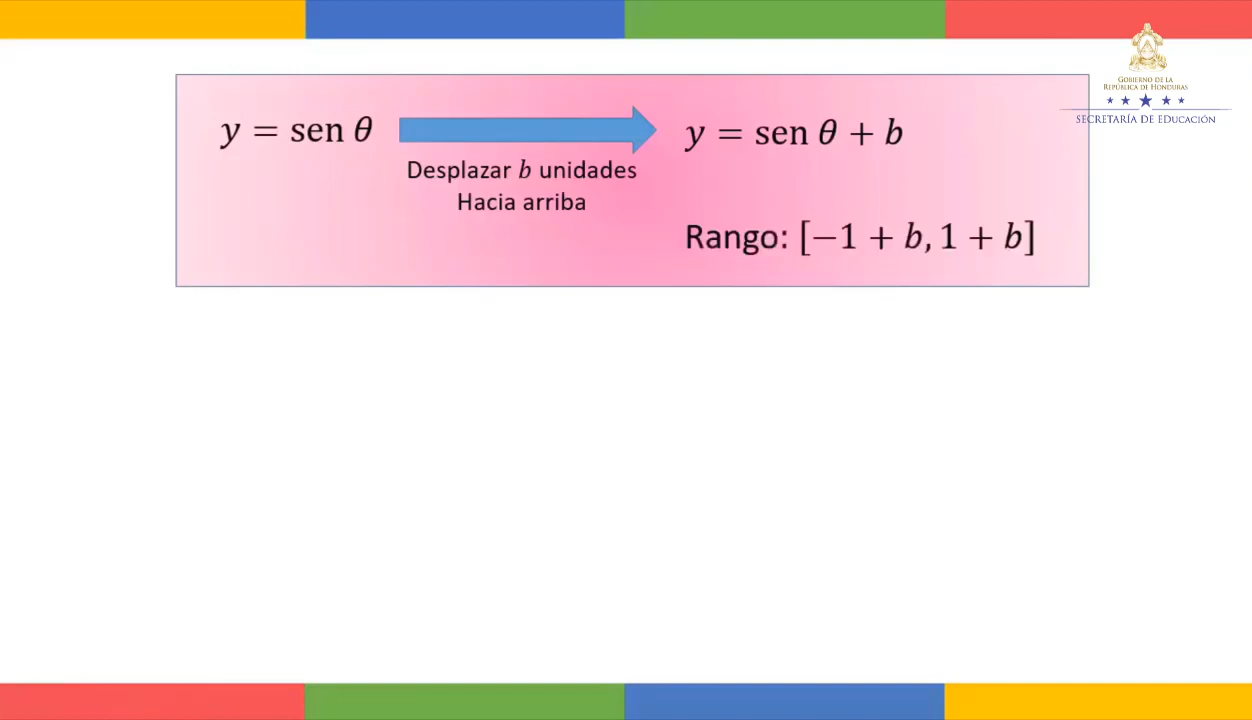 y = sen θ
y = sen θ + b
Desplazar b unidades
Hacia arriba
Rango: [−1 + b, 1 + b]
GOBIERNO DE LA
REPÚBLICA DE HONDURAS
SECRETARÍA DE EDUCACIÓN